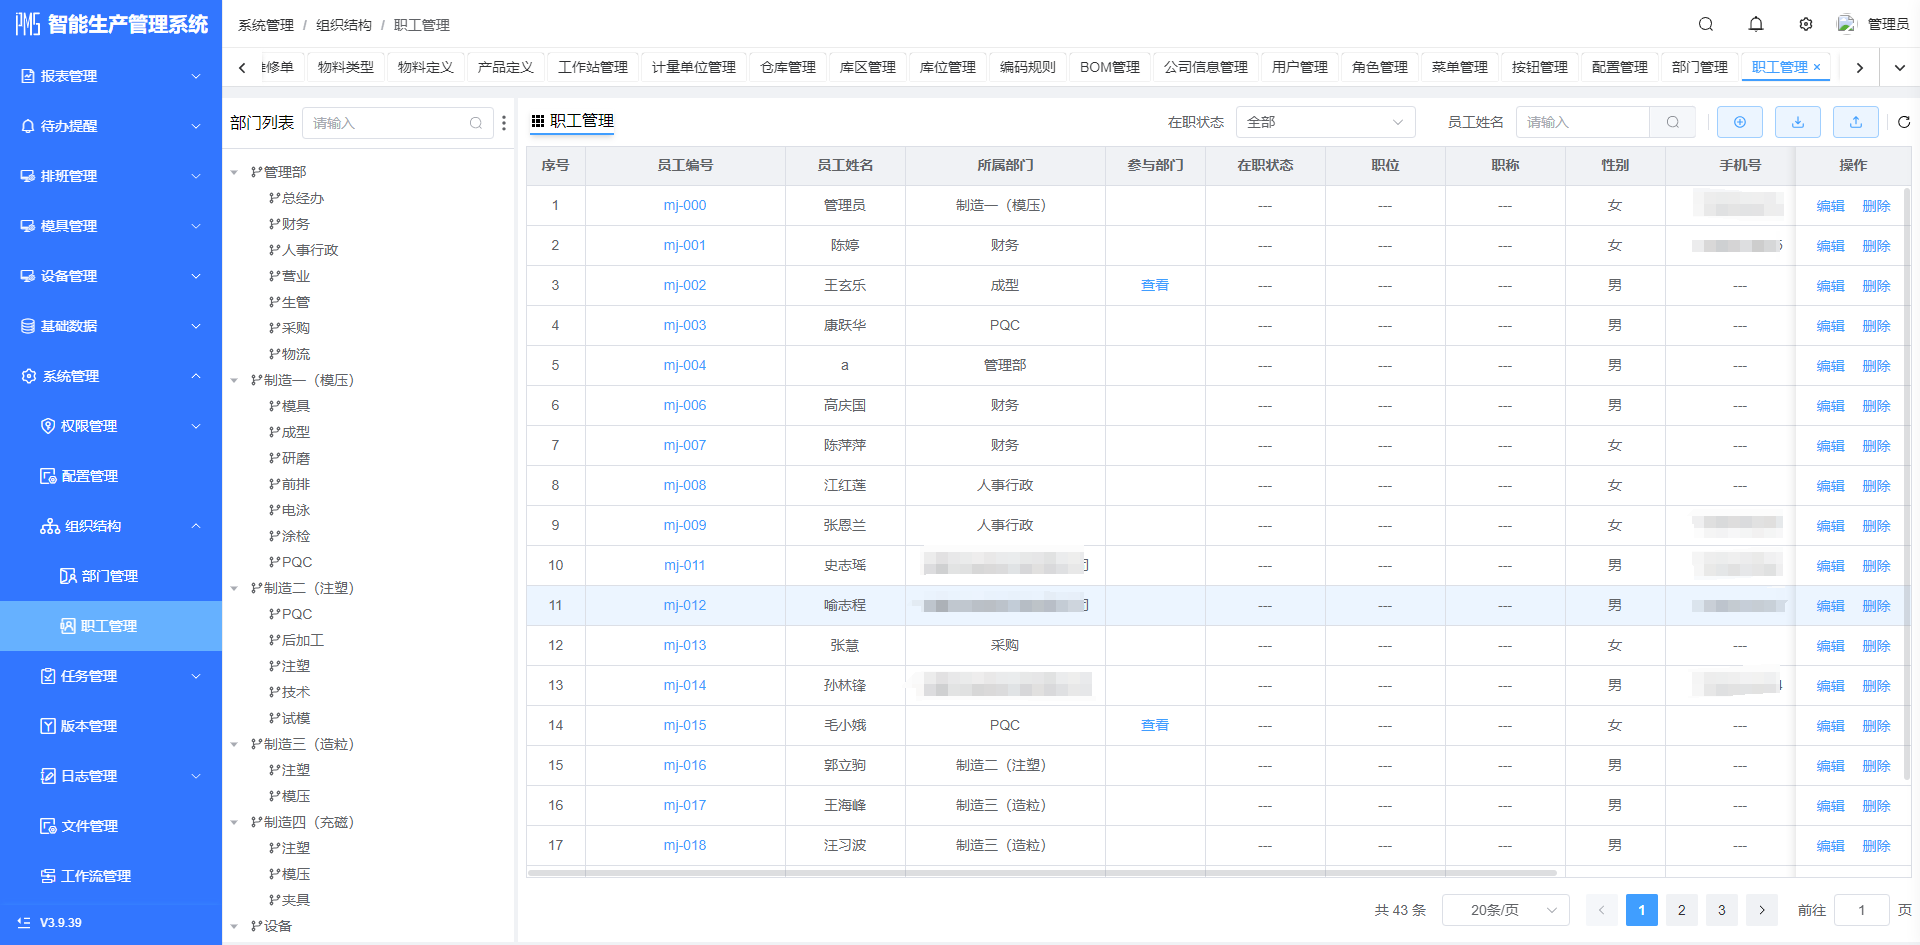 PMS 智能生产管理系统
报表管理
待办提醒
排班管理
模具管理
设备管理
基础数据
系统管理
权限管理
配置管理
组织结构
部门管理
职工管理
任务管理
版本管理
日志管理
文件管理
工作流管理
V3.9.39
系统管理 / 组织结构 / 职工管理
管理员
修单 物料类型 物料定义 产品定义 工作站管理 计量单位管理 仓库管理 库区管理 库位管理 编码规则 BOM管理 公司信息管理 用户管理 角色管理 菜单管理 按钮管理 配置管理 部门管理 职工管理 ×
部门列表 请输入
管理部
总经办
财务
人事行政
营业
生管
采购
物流
制造一（模压）
模具
成型
研磨
前排
电泳
涂检
PQC
制造二（注塑）
PQC
后加工
注塑
技术
试模
制造三（造粒）
注塑
模压
制造四（充磁）
注塑
模压
夹具
设备
职工管理 在职状态 全部 员工姓名 请输入
序号 员工编号 员工姓名 所属部门 参与部门 在职状态 职位 职称 性别 手机号 操作
1 mj-000 管理员 制造一（模压） --- --- --- 女 编辑 删除
2 mj-001 陈婷 财务 --- --- --- 女 5 编辑 删除
3 mj-002 王玄乐 成型 查看 --- --- --- 男 --- 编辑 删除
4 mj-003 康跃华 PQC --- --- --- 男 --- 编辑 删除
5 mj-004 a 管理部 --- --- --- 男 --- 编辑 删除
6 mj-006 高庆国 财务 --- --- --- 男 --- 编辑 删除
7 mj-007 陈萍萍 财务 --- --- --- 女 --- 编辑 删除
8 mj-008 江红莲 人事行政 --- --- --- 女 --- 编辑 删除
9 mj-009 张恩兰 人事行政 --- --- --- 女 编辑 删除
10 mj-011 史志瑶 --- --- --- 男 编辑 删除
11 mj-012 喻志程 --- --- --- 男 编辑 删除
12 mj-013 张慧 采购 --- --- --- 女 --- 编辑 删除
13 mj-014 孙林锋 --- --- --- 男 4 编辑 删除
14 mj-015 毛小娥 PQC 查看 --- --- --- 女 --- 编辑 删除
15 mj-016 郭立驹 制造二（注塑） --- --- --- 男 --- 编辑 删除
16 mj-017 王海峰 制造三（造粒） --- --- --- 男 --- 编辑 删除
17 mj-018 汪习波 制造三（造粒） --- --- --- 男 --- 编辑 删除
共 43 条 20条/页 1 2 3 前往 1 页